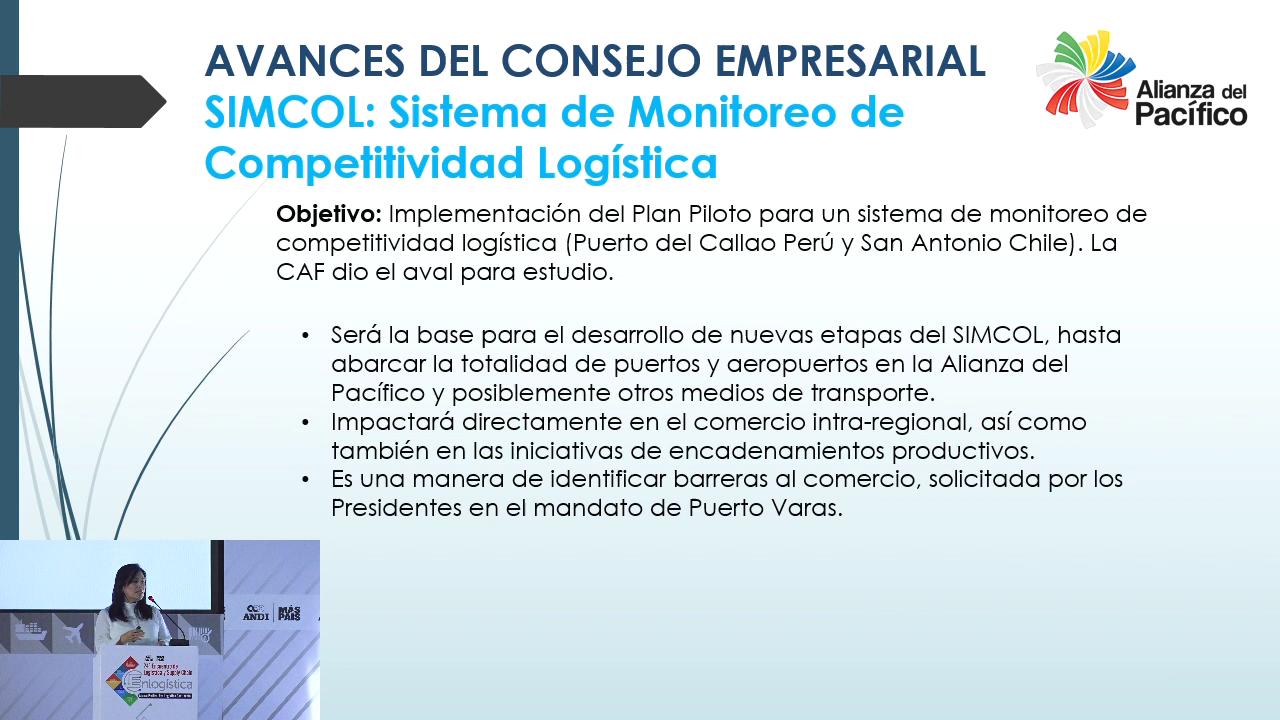 AVANCES DEL CONSEJO EMPRESARIAL
SIMCOL: Sistema de Monitoreo de
Competitividad Logística
Alianza del
Pacífico
Objetivo: Implementación del Plan Piloto para un sistema de monitoreo de
competitividad logística (Puerto del Callao Perú y San Antonio Chile). La
CAF dio el aval para estudio.
• Será la base para el desarrollo de nuevas etapas del SIMCOL, hasta
abarcar la totalidad de puertos y aeropuertos en la Alianza del
Pacífico y posiblemente otros medios de transporte.
• Impactará directamente en el comercio intra-regional, así como
también en las iniciativas de encadenamientos productivos.
• Es una manera de identificar barreras al comercio, solicitada por los
Presidentes en el mandato de Puerto Varas.
ANDI
MÁS
PAÍS
Encuentro de
Logística y Supply Chain
Enlogística